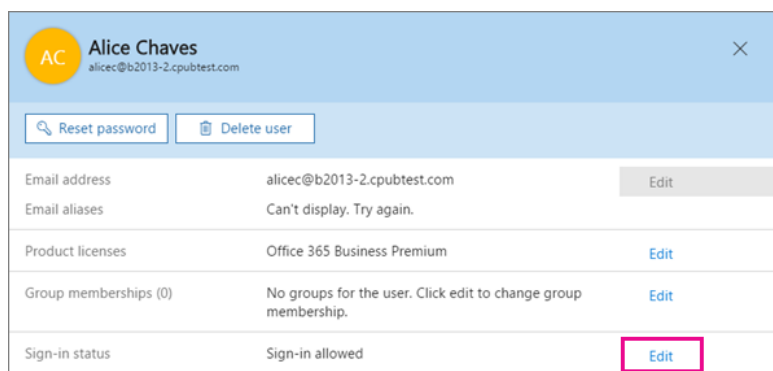 AC
Alice Chaves
alicec@b2013-2.cpubtest.com
Reset password
Delete user
Email address alicec@b2013-2.cpubtest.com Edit
Email aliases Can't display. Try again.
Product licenses Office 365 Business Premium Edit
Group memberships (0) No groups for the user. Click edit to change group Edit
membership.
Sign-in status Sign-in allowed Edit